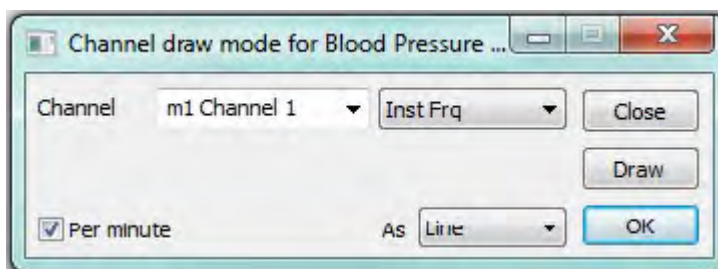 Channel draw mode for Blood Pressure ...
Channel m1 Channel 1 Inst Frq Close
Draw
Per minute As Line OK